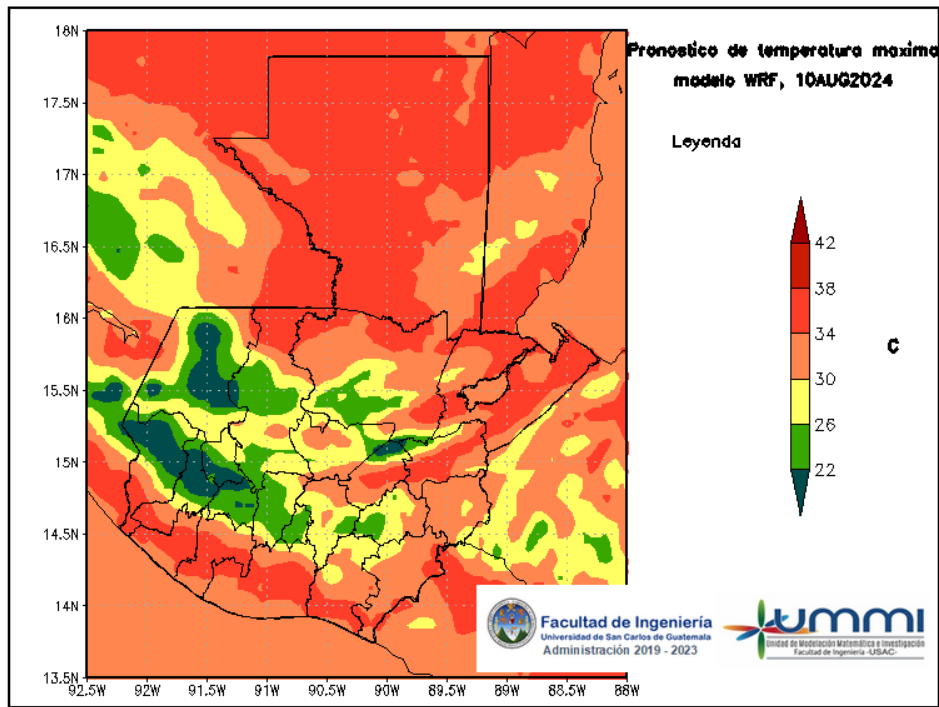 Pronostico de temperatura maxima
modelo WRF, 10AUG2024
Leyenda
42
38
34
30
26
22
C
18N
17.5N
17N
16.5N
16N
15.5N
15N
14.5N
14N
13.5N
92.5W 92W 91.5W 91W 90.5W 90W 89.5W 89W 88.5W 88W
Facultad de Ingeniería
Universidad de San Carlos de Guatemala
Administración 2019 - 2023
UMMI
Unidad de Modelación Matemática e Investigación
Facultad de Ingeniería -USAC-